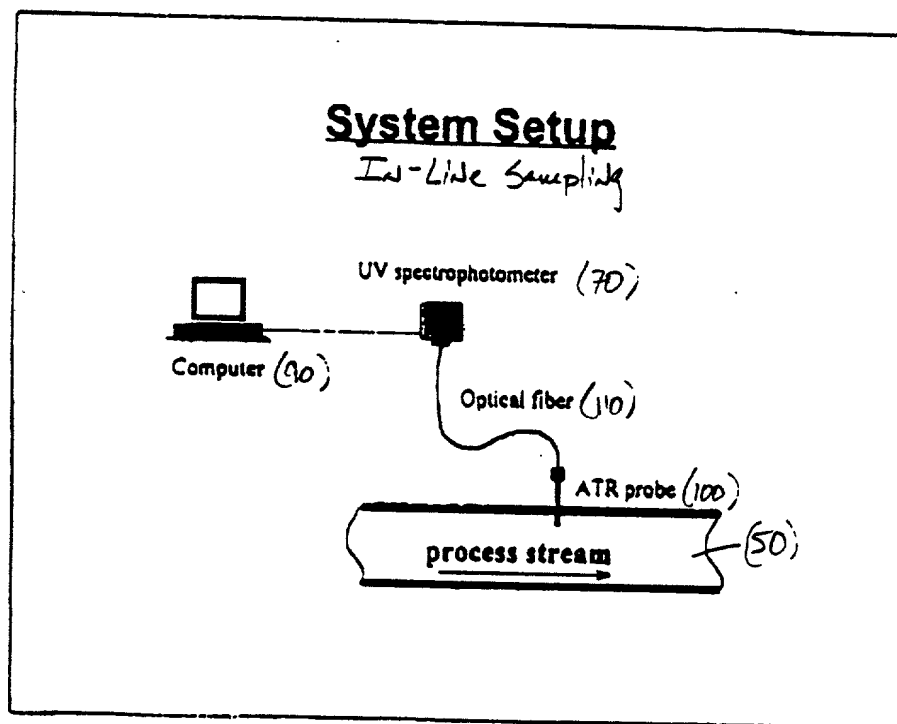 System Setup
In-Line Sampling
UV spectrophotometer (70)
Computer (90)
Optical fiber (110)
ATR probe (100)
process stream
(50)